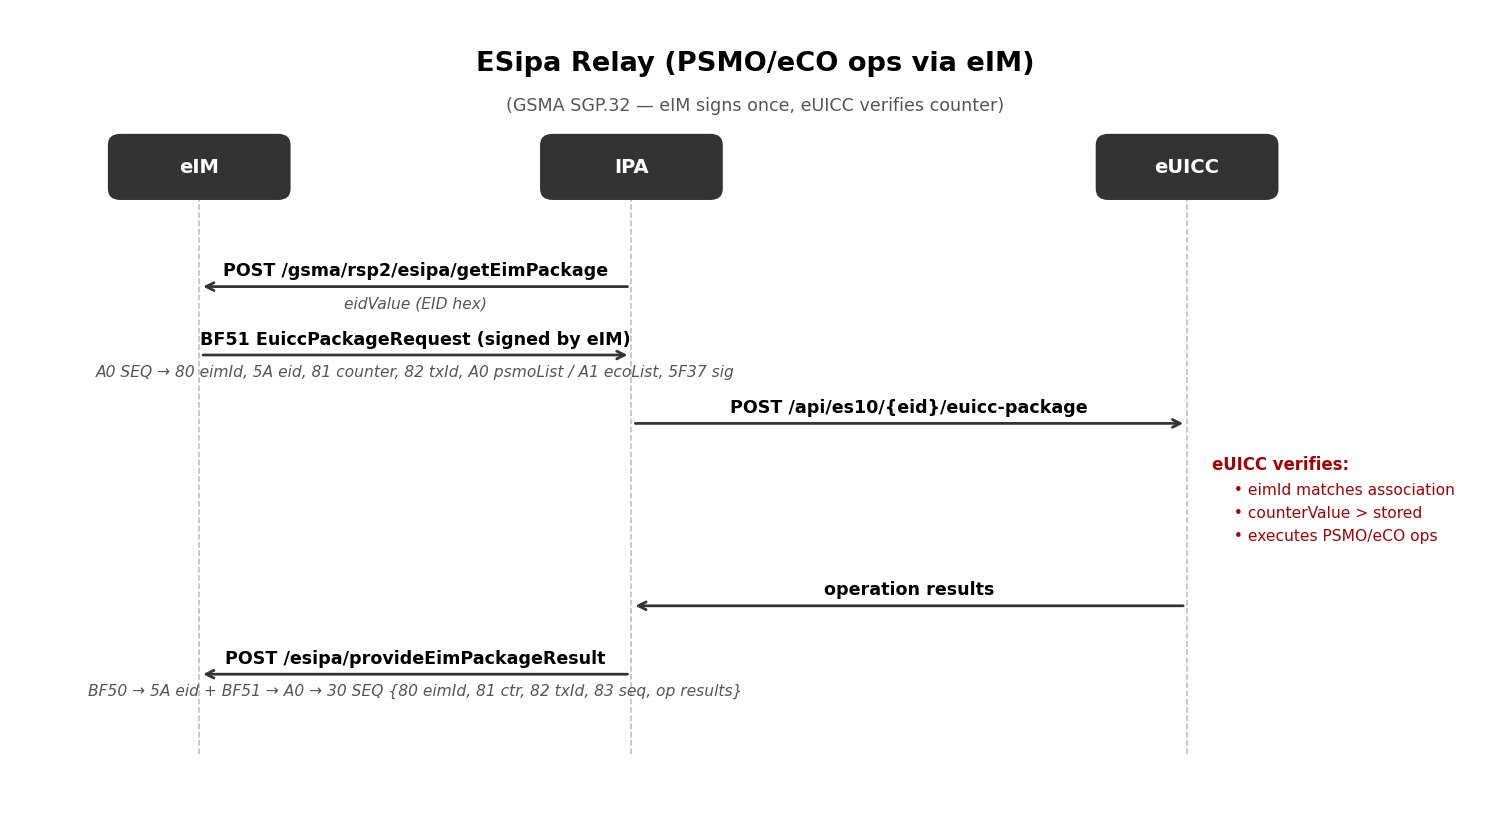 ESipa Relay (PSMO/eCO ops via eIM)
(GSMA SGP.32 — eIM signs once, eUICC verifies counter)
eIM
IPA
eUICC
POST /gsma/rsp2/esipa/getEimPackage
eidValue (EID hex)
BF51 EuiccPackageRequest (signed by eIM)
A0 SEQ → 80 eimId, 5A eid, 81 counter, 82 txId, A0 psmoList / A1 ecoList, 5F37 sig
POST /api/es10/{eid}/euicc-package
eUICC verifies:
• eimId matches association
• counterValue > stored
• executes PSMO/eCO ops
operation results
POST /esipa/provideEimPackageResult
BF50 → 5A eid + BF51 → A0 → 30 SEQ {80 eimId, 81 ctr, 82 txId, 83 seq, op results}